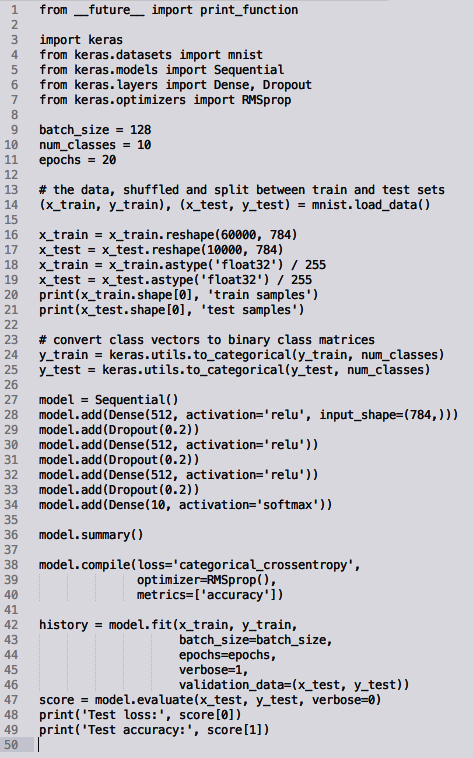 1 from __future__ import print_function
2
3 import keras
4 from keras.datasets import mnist
5 from keras.models import Sequential
6 from keras.layers import Dense, Dropout
7 from keras.optimizers import RMSprop
8
9 batch_size = 128
10 num_classes = 10
11 epochs = 20
12
13 # the data, shuffled and split between train and test sets
14 (x_train, y_train), (x_test, y_test) = mnist.load_data()
15
16 x_train = x_train.reshape(60000, 784)
17 x_test = x_test.reshape(10000, 784)
18 x_train = x_train.astype('float32') / 255
19 x_test = x_test.astype('float32') / 255
20 print(x_train.shape[0], 'train samples')
21 print(x_test.shape[0], 'test samples')
22
23 # convert class vectors to binary class matrices
24 y_train = keras.utils.to_categorical(y_train, num_classes)
25 y_test = keras.utils.to_categorical(y_test, num_classes)
26
27 model = Sequential()
28 model.add(Dense(512, activation='relu', input_shape=(784,)))
29 model.add(Dropout(0.2))
30 model.add(Dense(512, activation='relu'))
31 model.add(Dropout(0.2))
32 model.add(Dense(512, activation='relu'))
33 model.add(Dropout(0.2))
34 model.add(Dense(10, activation='softmax'))
35
36 model.summary()
37
38 model.compile(loss='categorical_crossentropy',
39               optimizer=RMSprop(),
40               metrics=['accuracy'])
41
42 history = model.fit(x_train, y_train,
43                     batch_size=batch_size,
44                     epochs=epochs,
45                     verbose=1,
46                     validation_data=(x_test, y_test))
47 score = model.evaluate(x_test, y_test, verbose=0)
48 print('Test loss:', score[0])
49 print('Test accuracy:', score[1])
50